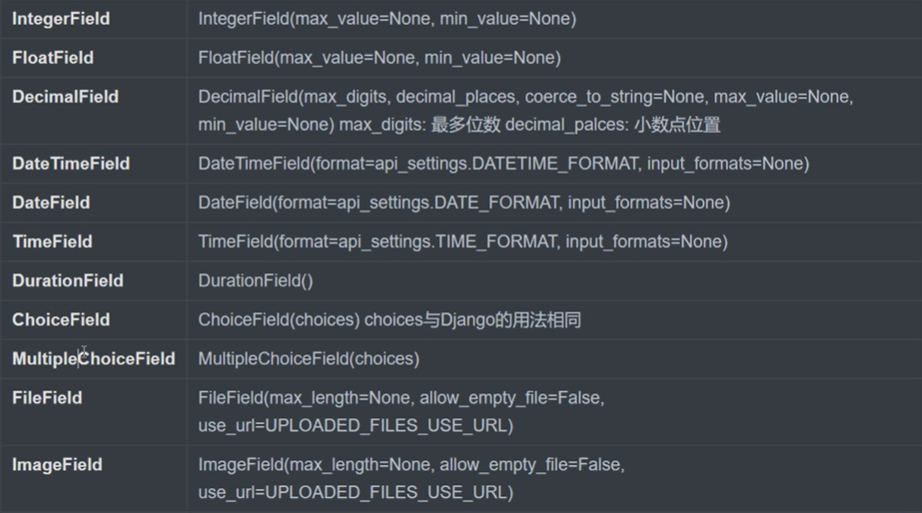 IntegerField IntegerField(max_value=None, min_value=None)
FloatField FloatField(max_value=None, min_value=None)
DecimalField DecimalField(max_digits, decimal_places, coerce_to_string=None, max_value=None,
min_value=None) max_digits: 最多位数 decimal_palces: 小数点位置
DateTimeField DateTimeField(format=api_settings.DATETIME_FORMAT, input_formats=None)
DateField DateField(format=api_settings.DATE_FORMAT, input_formats=None)
TimeField TimeField(format=api_settings.TIME_FORMAT, input_formats=None)
DurationField DurationField()
ChoiceField ChoiceField(choices) choices与Django的用法相同
MultipleChoiceField MultipleChoiceField(choices)
FileField FileField(max_length=None, allow_empty_file=False,
use_url=UPLOADED_FILES_USE_URL)
ImageField ImageField(max_length=None, allow_empty_file=False,
use_url=UPLOADED_FILES_USE_URL)